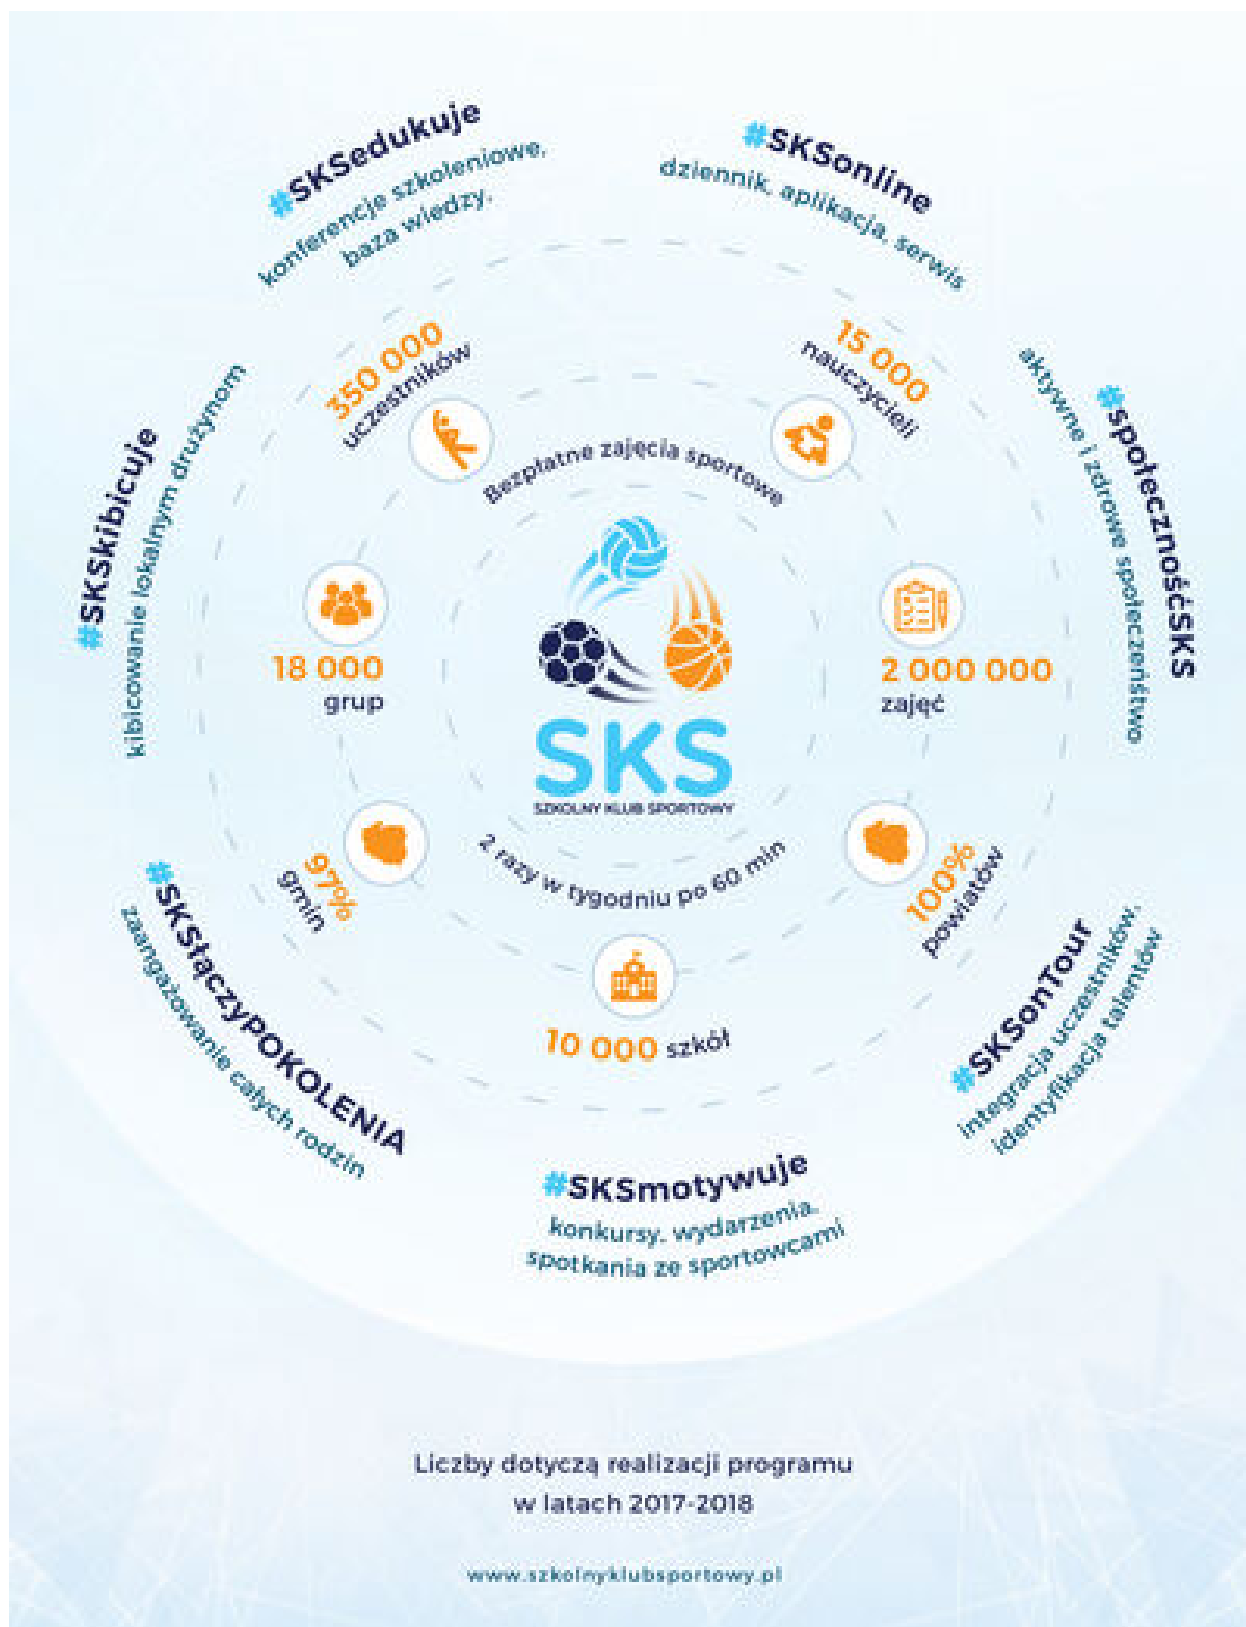 #SKSedukuje
konferencje szkoleniowe,
baza wiedzy,
#SKSonline
dziennik, aplikacja, serwis
#społecznośćSKS
aktywne i zdrowe społeczeństwo
#SKSonTour
integracja uczestników,
identyfikacja talentów
#SKSmotywuje
konkursy, wydarzenia,
spotkania ze sportowcami
#SKSłączyPOKOLENIA
zaangażowanie całych rodzin
#SKSkibicuje
kibicowanie lokalnym drużynom
350 000
uczestników
15 000
nauczycieli
2 000 000
zajęć
100%
powiatów
10 000 szkół
97%
gmin
18 000
grup
Bezpłatne zajęcia sportowe
SKS
SZKOLNY KLUB SPORTOWY
2 razy w tygodniu po 60 min
Liczby dotyczą realizacji programu
w latach 2017-2018
www.szkolnyklubsportowy.pl